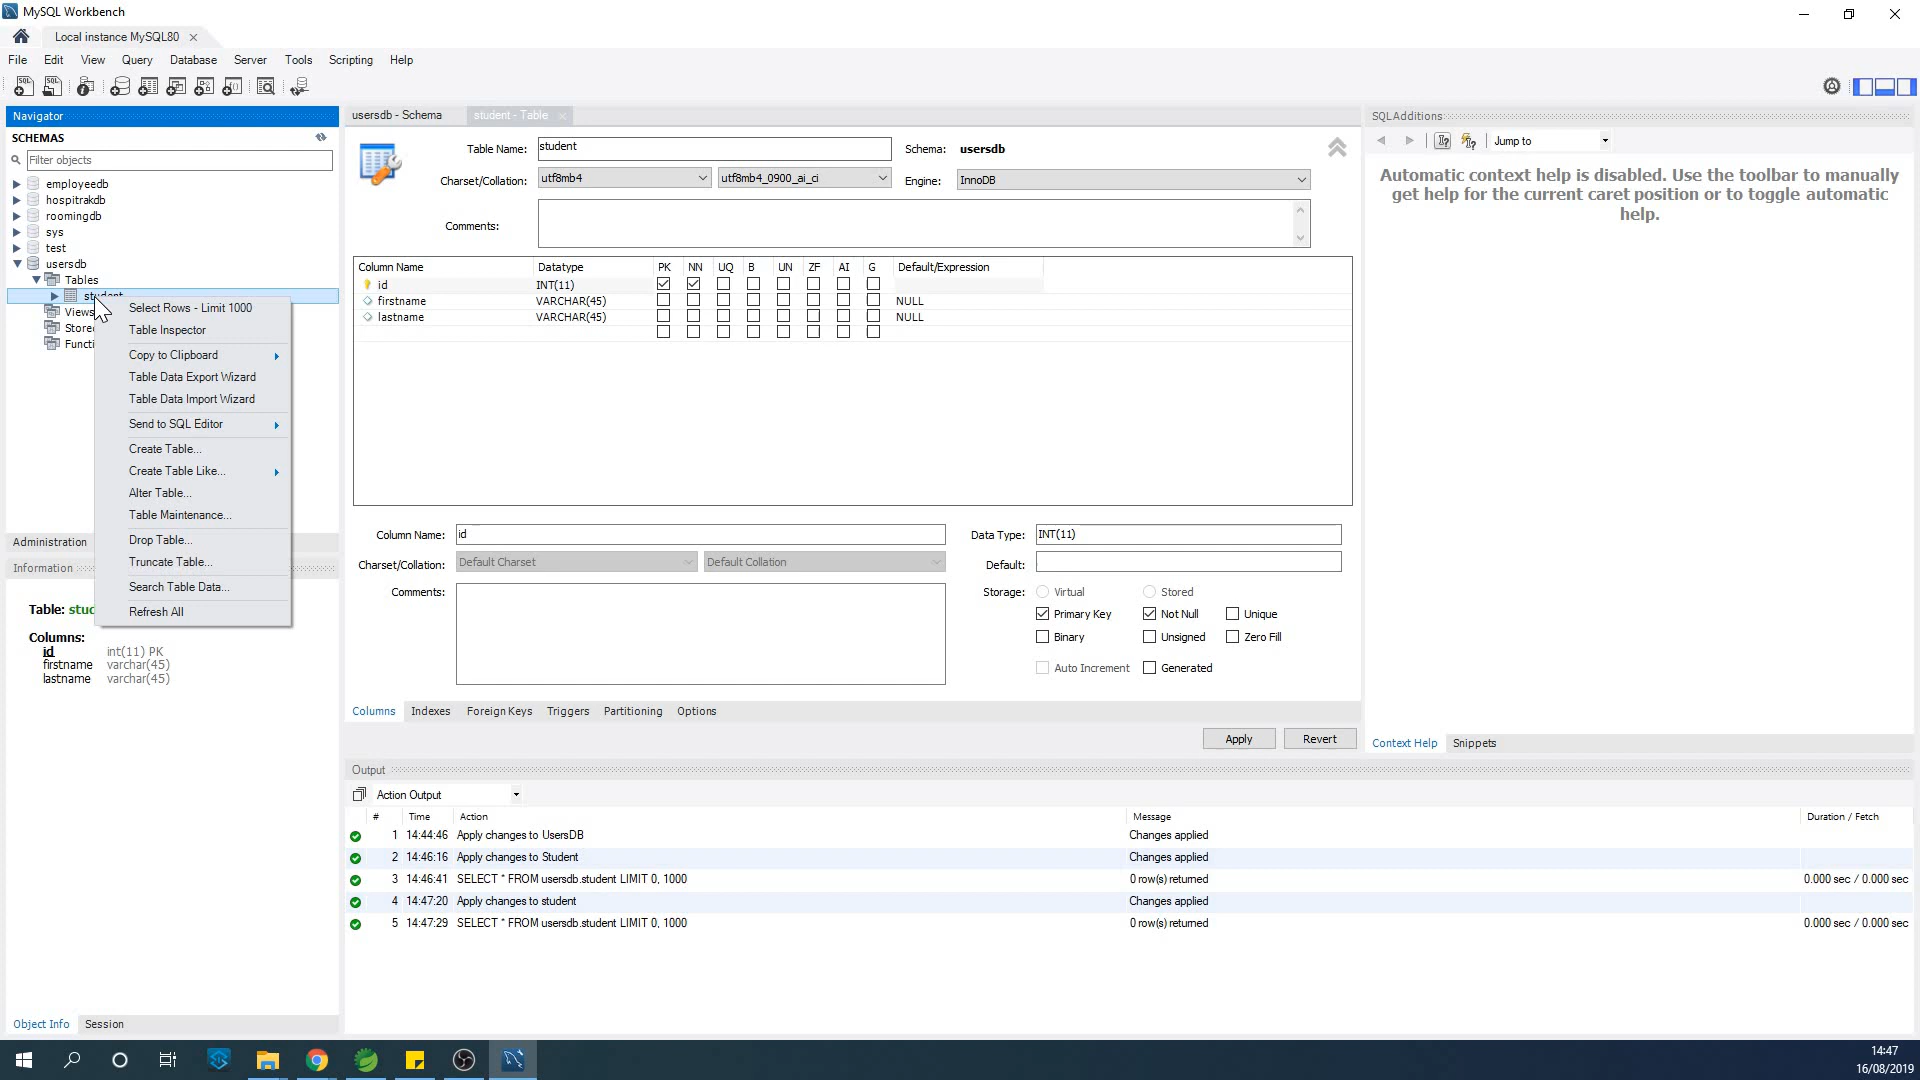 MySQL Workbench
Local instance MySQL80
File Edit View Query Database Server Tools Scripting Help
Navigator
SCHEMAS
Filter objects
employeedb
hospitrakdb
roomingdb
sys
test
usersdb
Tables
student
Views
Stored
Functi
Select Rows - Limit 1000
Table Inspector
Copy to Clipboard
Table Data Export Wizard
Table Data Import Wizard
Send to SQL Editor
Create Table...
Create Table Like...
Alter Table...
Table Maintenance...
Drop Table...
Truncate Table...
Search Table Data...
Refresh All
Administration
Information
Table: stud
Columns:
id int(11) PK
firstname varchar(45)
lastname varchar(45)
Object Info Session
usersdb - Schema student - Table
Table Name: student Schema: usersdb
Charset/Collation: utf8mb4 utf8mb4_0900_ai_ci Engine: InnoDB
Comments:
Column Name Datatype PK NN UQ B UN ZF AI G Default/Expression
id INT(11)
firstname VARCHAR(45) NULL
lastname VARCHAR(45) NULL
Column Name: id Data Type: INT(11)
Charset/Collation: Default Charset Default Collation Default:
Comments: Storage: Virtual Stored
Primary Key Not Null Unique
Binary Unsigned Zero Fill
Auto Increment Generated
Columns Indexes Foreign Keys Triggers Partitioning Options
Apply Revert
SQLAdditions
Jump to
Automatic context help is disabled. Use the toolbar to manually
get help for the current caret position or to toggle automatic
help.
Context Help Snippets
Output
Action Output
# Time Action Message Duration / Fetch
1 14:44:46 Apply changes to UsersDB Changes applied
2 14:46:16 Apply changes to Student Changes applied
3 14:46:41 SELECT * FROM usersdb.student LIMIT 0, 1000 0 row(s) returned 0.000 sec / 0.000 sec
4 14:47:20 Apply changes to student Changes applied
5 14:47:29 SELECT * FROM usersdb.student LIMIT 0, 1000 0 row(s) returned 0.000 sec / 0.000 sec
14:47
16/08/2019